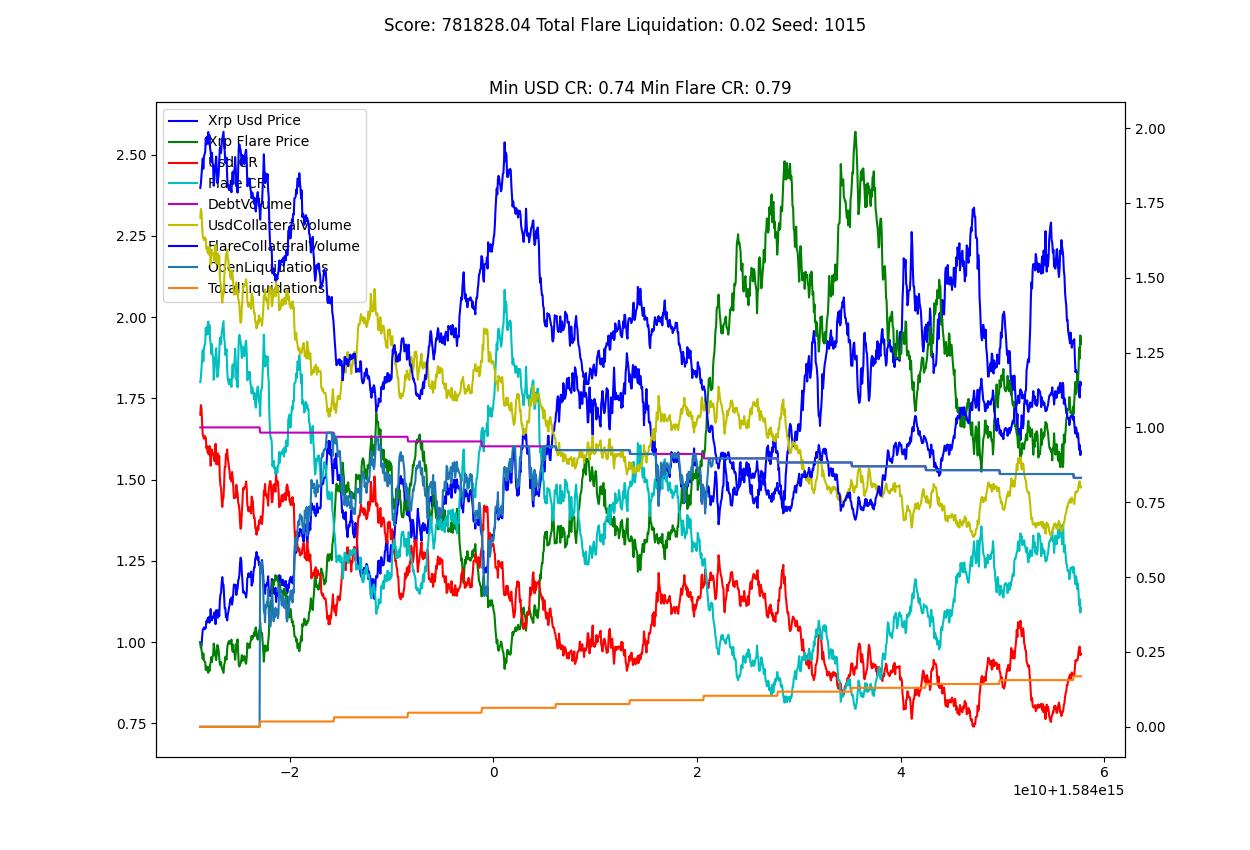 Score: 781828.04 Total Flare Liquidation: 0.02 Seed: 1015
Min USD CR: 0.74 Min Flare CR: 0.79
Xrp Usd Price
Xrp Flare Price
Usd CR
Flare CR
DebtVolume
UsdCollateralVolume
FlareCollateralVolume
OpenLiquidations
TotalLiquidations
2.50
2.25
2.00
1.75
1.50
1.25
1.00
0.75
2.00
1.75
1.50
1.25
1.00
0.75
0.50
0.25
0.00
−2 0 2 4 6
1e10+1.584e15